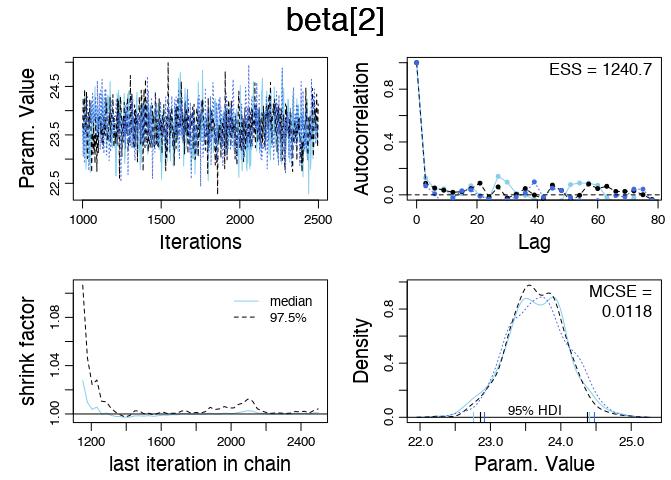 beta[2]
Param. Value
22.5 23.5 24.5
1000 1500 2000 2500
Iterations
Autocorrelation
0.0 0.4 0.8
ESS = 1240.7
0 20 40 60 80
Lag
shrink factor
1.00 1.04 1.08
median
97.5%
1200 1600 2000 2400
last iteration in chain
Density
0.0 0.4 0.8
MCSE =
0.0118
95% HDI
22.0 23.0 24.0 25.0
Param. Value